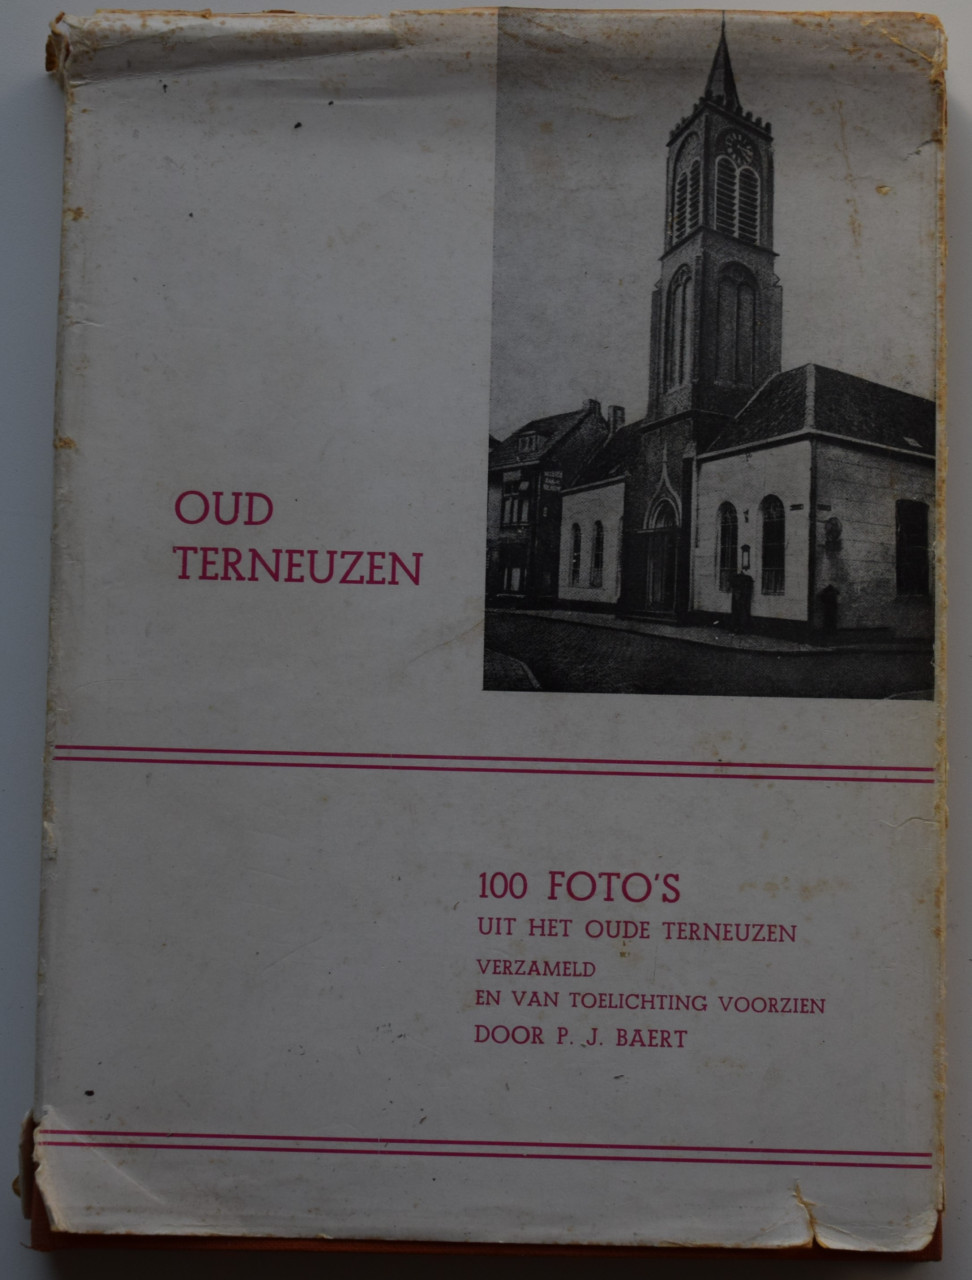 OUD
TERNEUZEN
100 FOTO'S
UIT HET OUDE TERNEUZEN
VERZAMELD
EN VAN TOELICHTING VOORZIEN
DOOR P. J. BAERT